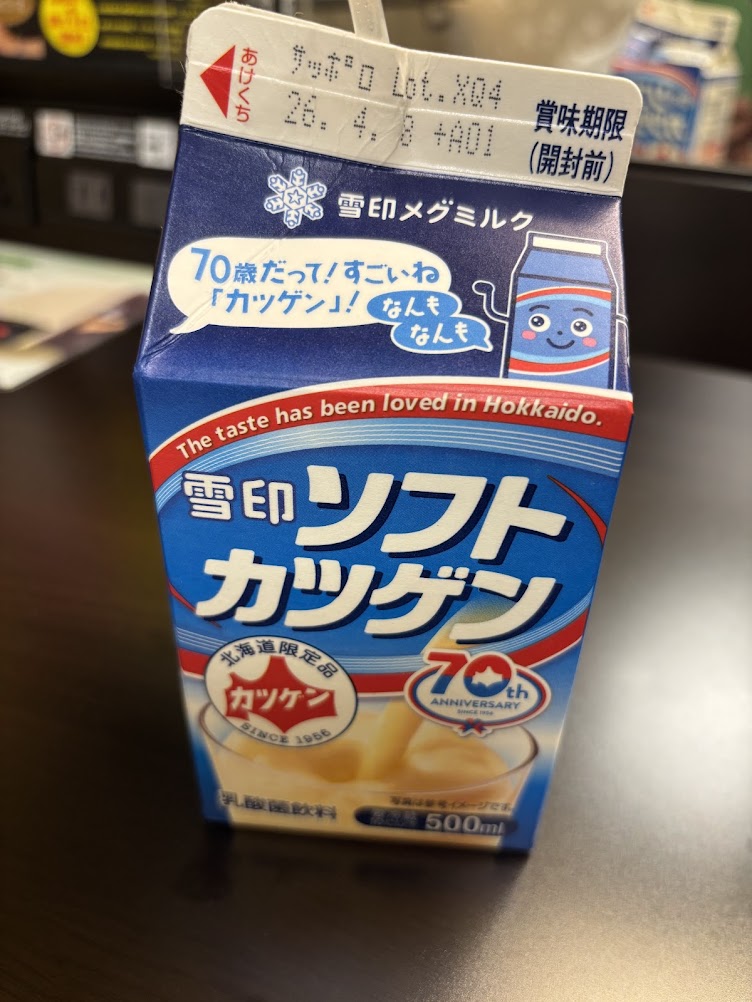 あけくち
サッポロ Lot.XQ4
26. 4. 8 +A01
賞味期限
(開封前)
雪印メグミルク
70歳だって!すごいね
「カツゲン」!
なんも
なんも
The taste has been loved in Hokkaido.
雪印 ソフト
カツゲン
北海道限定品
カツゲン
SINCE 1956
70th
ANNIVERSARY
SINCE 1956
乳酸菌飲料
500ml